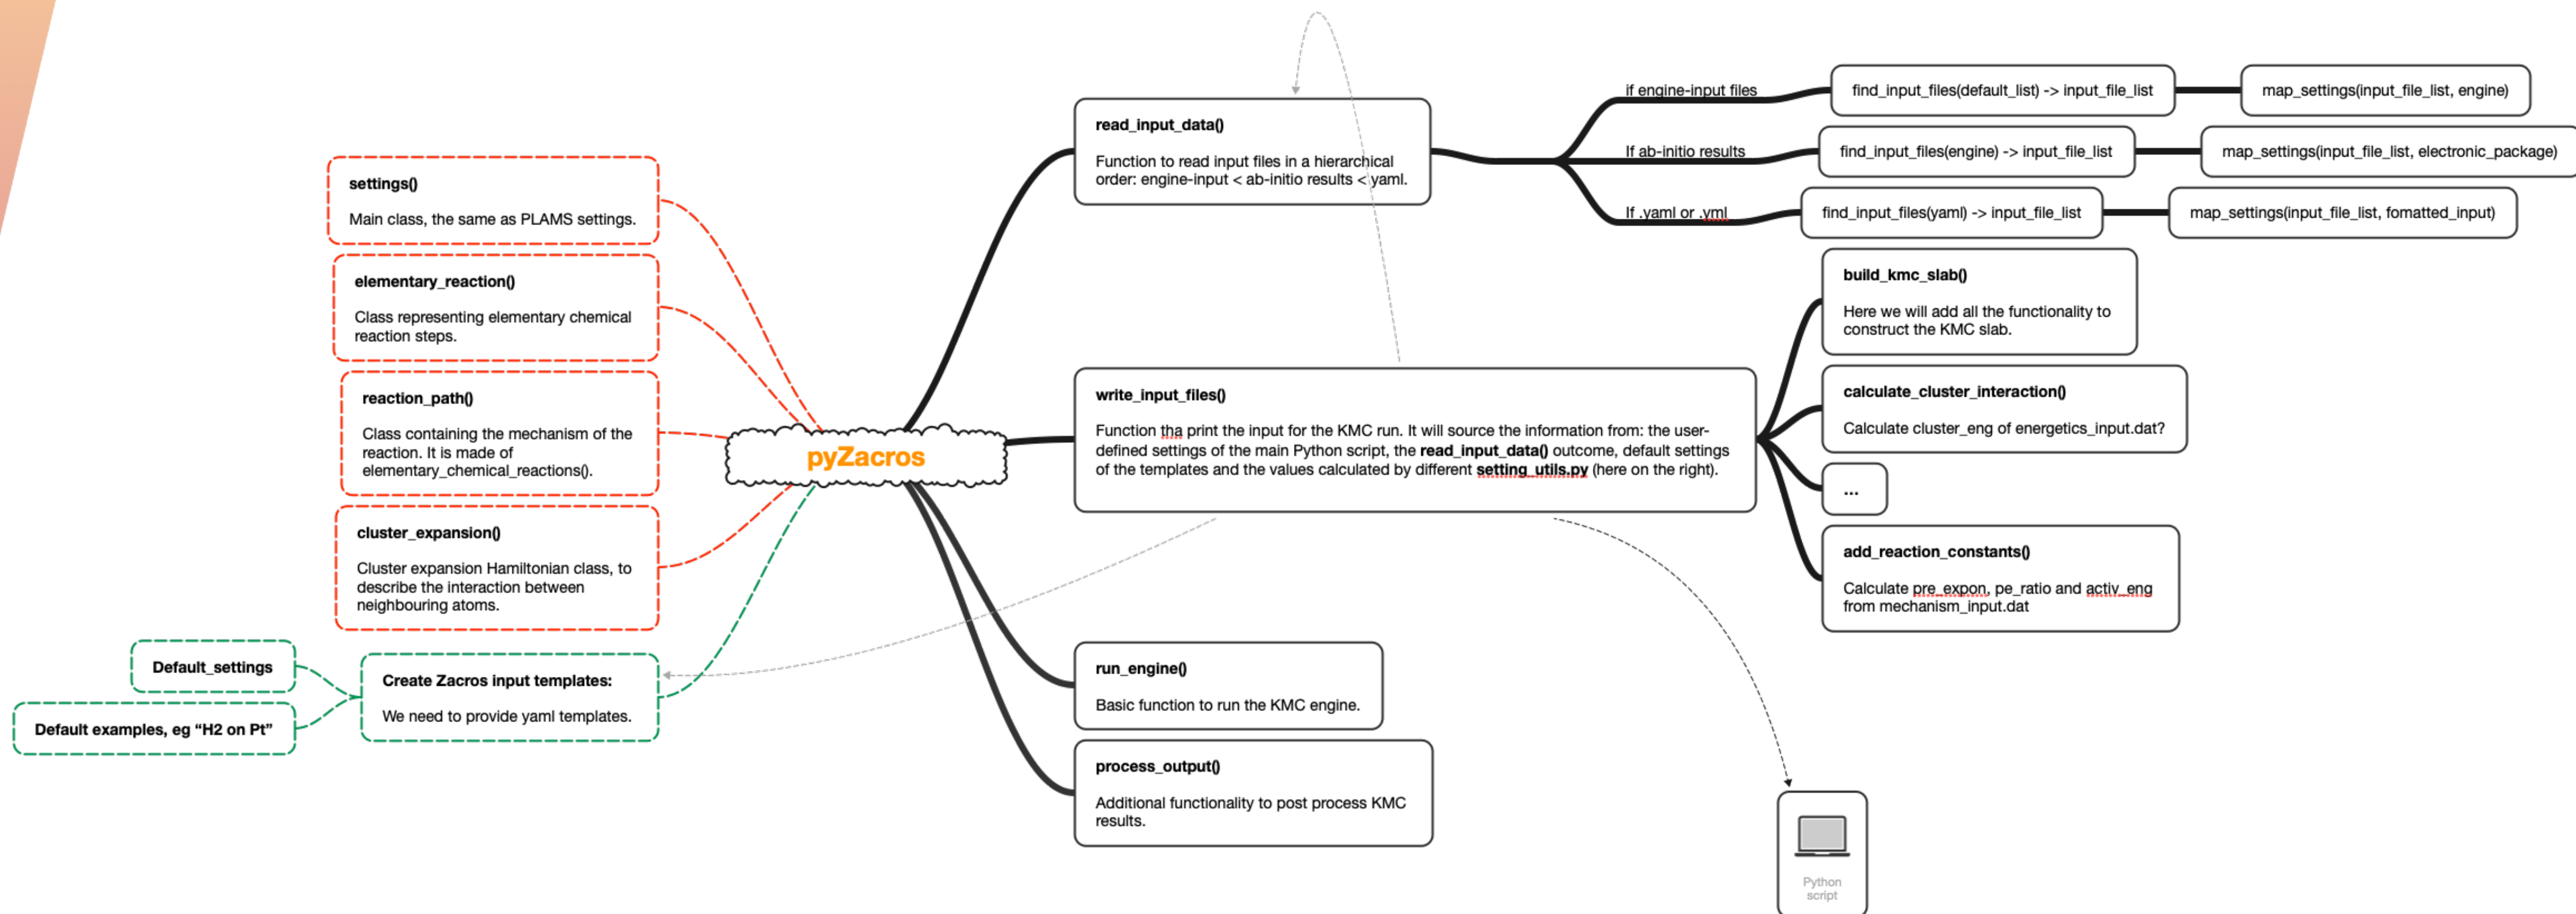 settings()
Main class, the same as PLAMS settings.
elementary_reaction()
Class representing elementary chemical
reaction steps.
reaction_path()
Class containing the mechanism of the
reaction. It is made of
elementary_chemical_reactions().
cluster_expansion()
Cluster expansion Hamiltonian class, to
describe the interaction between
neighbouring atoms.
Default_settings
Default examples, eg “H2 on Pt”
Create Zacros input templates:
We need to provide yaml templates.
pyZacros
read_input_data()
Function to read input files in a hierarchical
order: engine-input < ab-initio results < yaml.
if engine-input files
find_input_files(default_list) -> input_file_list
map_settings(input_file_list, engine)
If ab-initio results
find_input_files(engine) -> input_file_list
map_settings(input_file_list, electronic_package)
If .yaml or .yml
find_input_files(yaml) -> input_file_list
map_settings(input_file_list, fomatted_input)
write_input_files()
Function tha print the input for the KMC run. It will source the information from: the user-
defined settings of the main Python script, the read_input_data() outcome, default settings
of the templates and the values calculated by different setting_utils.py (here on the right).
build_kmc_slab()
Here we will add all the functionality to
construct the KMC slab.
calculate_cluster_interaction()
Calculate cluster_eng of energetics_input.dat?
...
add_reaction_constants()
Calculate pre_expon, pe_ratio and activ_eng
from mechanism_input.dat
run_engine()
Basic function to run the KMC engine.
process_output()
Additional functionality to post process KMC
results.
Python
script